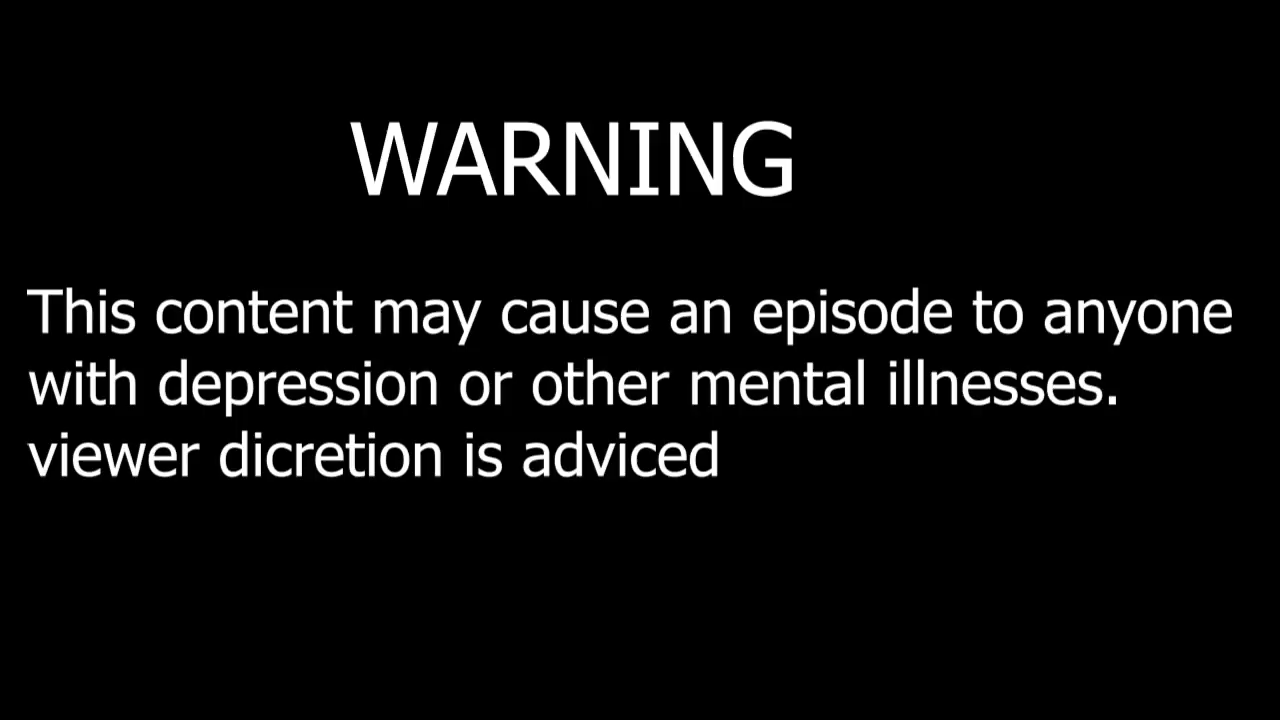 WARNING
This content may cause an episode to anyone
with depression or other mental illnesses.
viewer dicretion is adviced